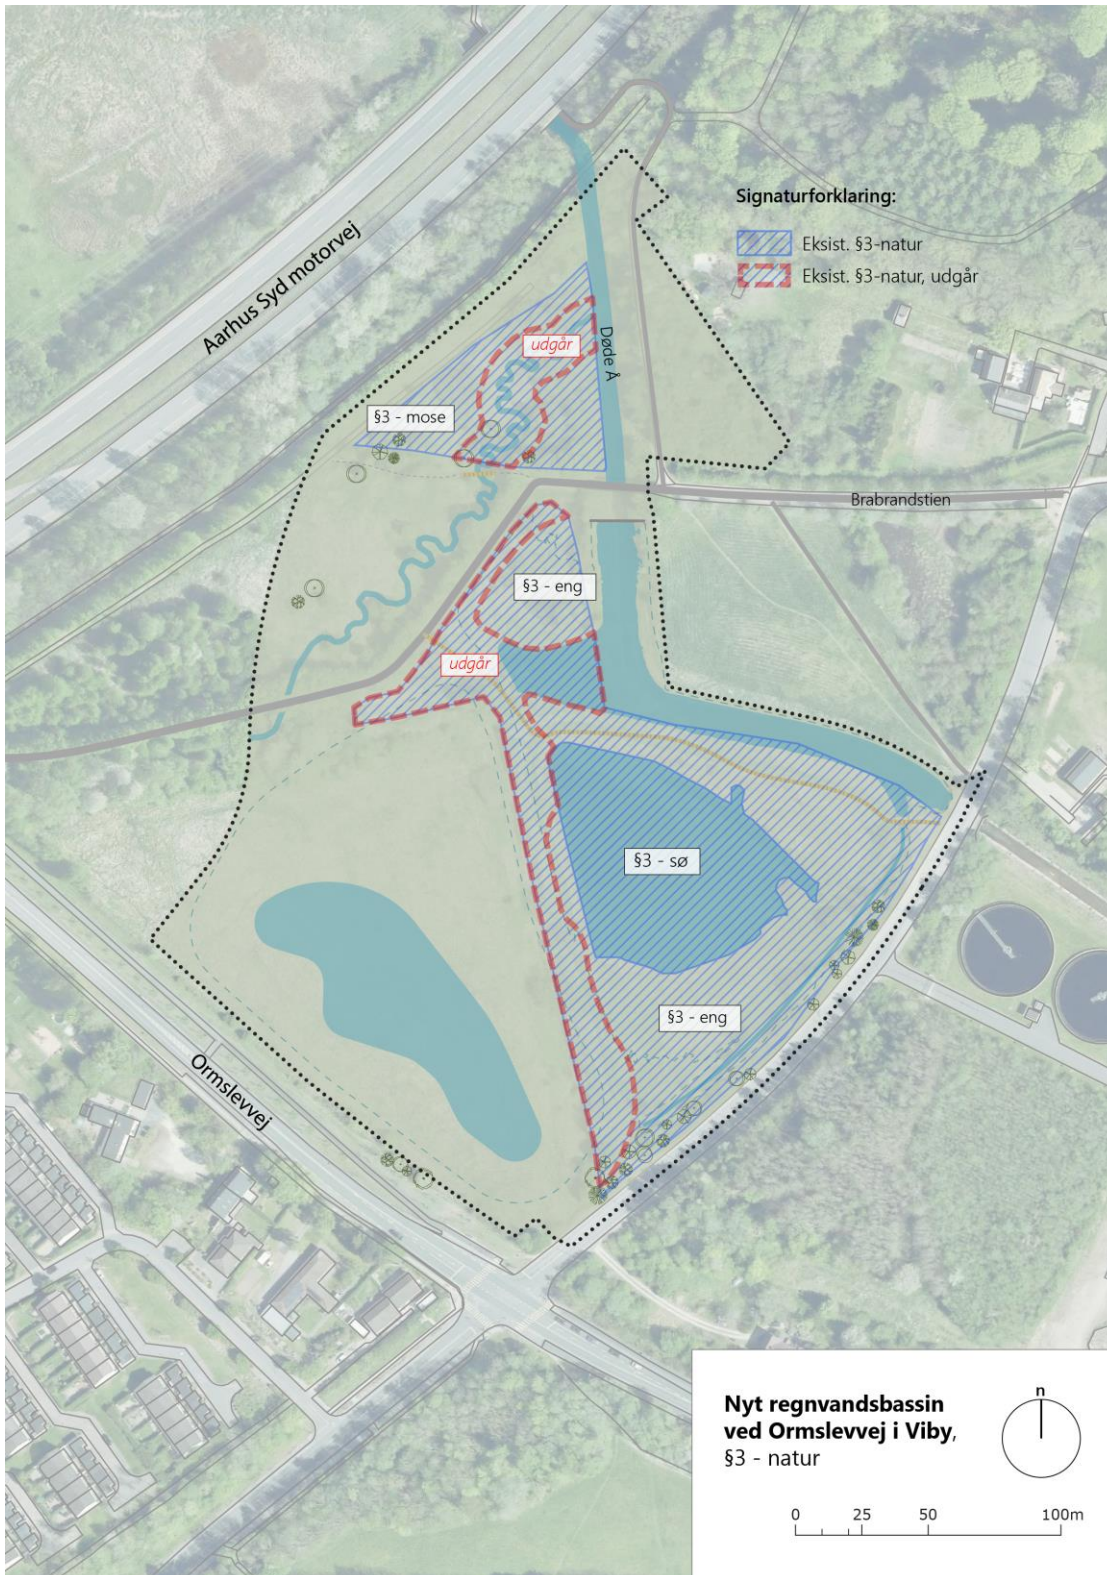 Signaturforklaring:
Eksist. §3-natur
Eksist. §3-natur, udgår
Aarhus Syd motorvej
udgår
Døde Å
§3 - mose
Brabrandstien
§3 - eng
udgår
§3 - sø
§3 - eng
Ormslevvej
Nyt regnvandsbassin
ved Ormslevvej i Viby,
§3 - natur
n
0 25 50 100m